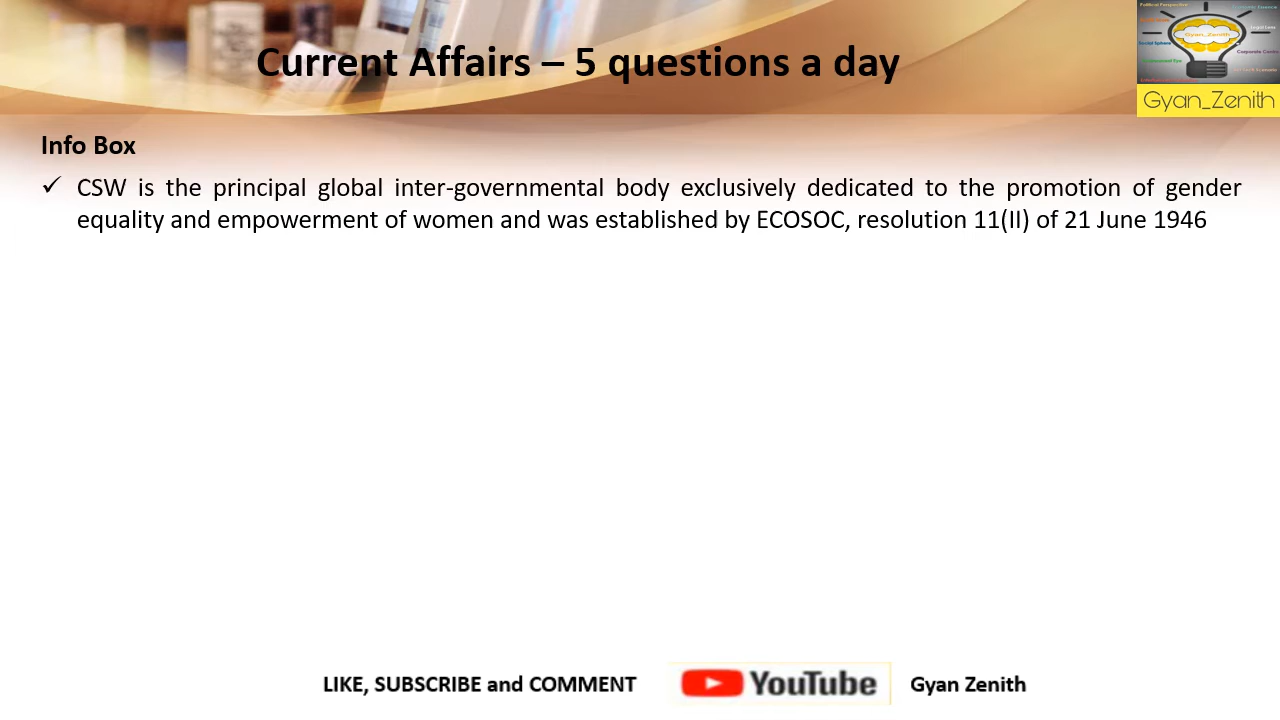 Current Affairs – 5 questions a day
Gyan_Zenith
Gyan_Zenith
Info Box
✓ CSW is the principal global inter-governmental body exclusively dedicated to the promotion of gender
equality and empowerment of women and was established by ECOSOC, resolution 11(II) of 21 June 1946
LIKE, SUBSCRIBE and COMMENT
YouTube
Gyan Zenith